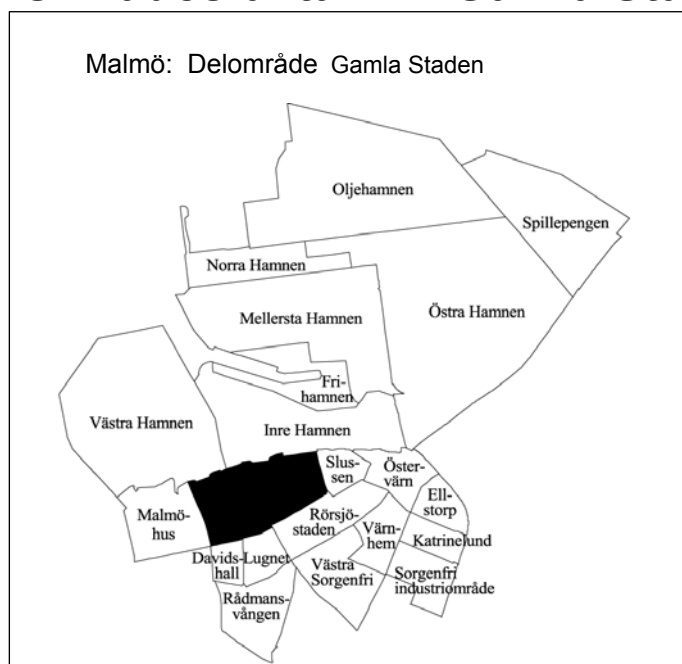 Malmö: Delområde Gamla Staden
Oljehamnen
Spillepengen
Norra Hamnen
Östra Hamnen
Mellersta Hamnen
Fri-
hamnen
Västra Hamnen
Inre Hamnen
Slus-
sen
Öster-
värn
Ell-
storp
Malmö-
hus
Rörsjö-
staden
Värn-
hem
Katrinelund
Davids-
hall
Lugnet
Västra
Sorgenfri
Sorgenfri
industriområde
Rådmans-
vången